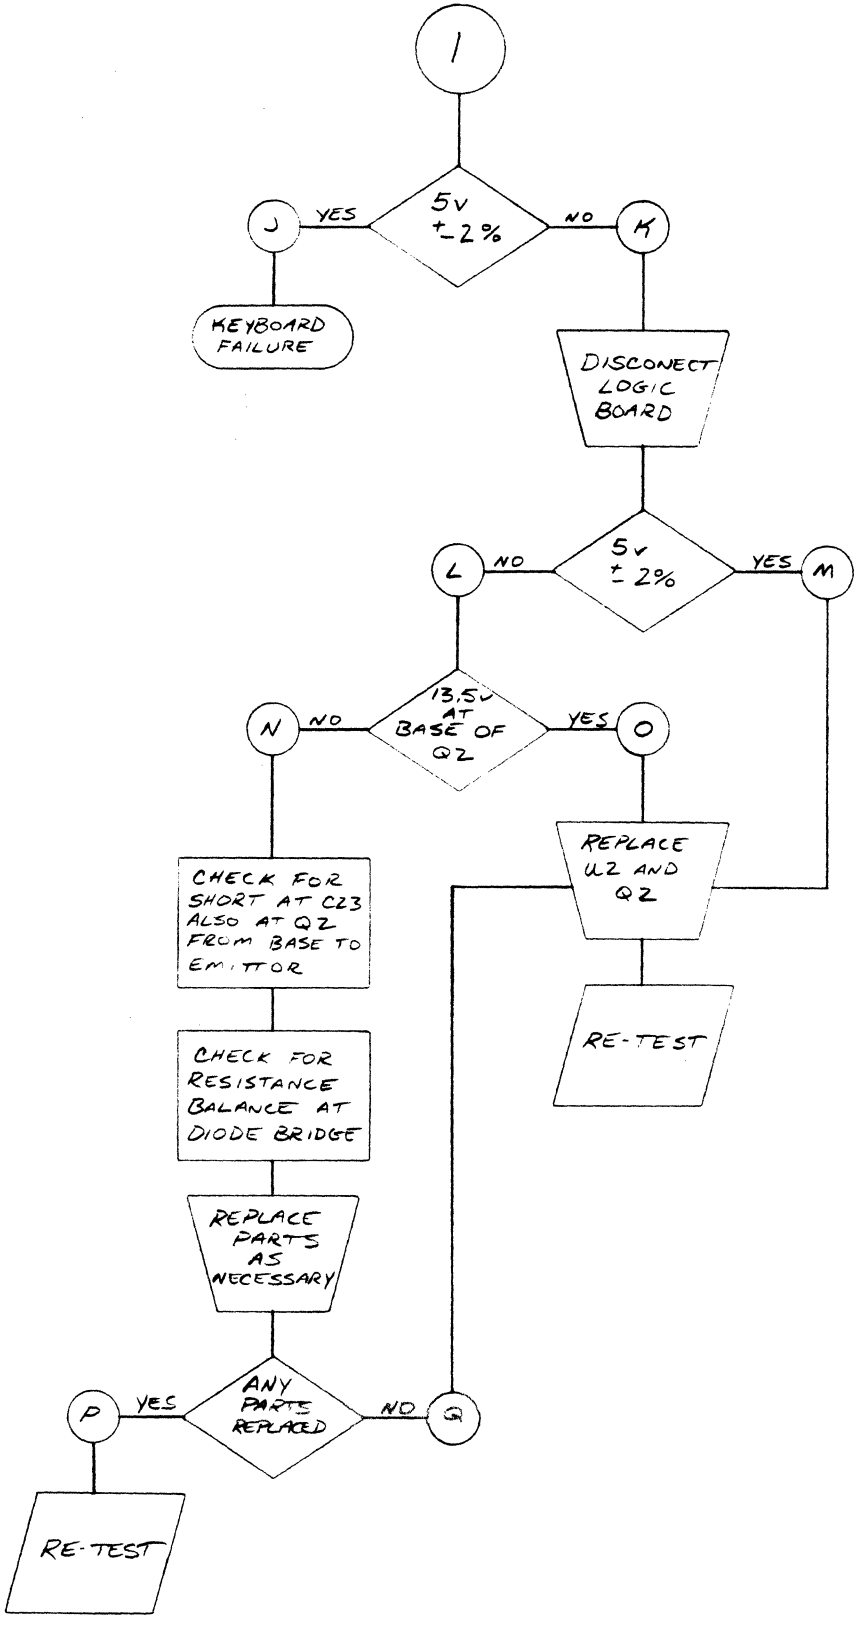 I
5v
+- 2%
YES
NO
J
K
KEYBOARD
FAILURE
DISCONECT
LOGIC
BOARD
5v
+- 2%
NO
YES
L
M
13.5v
AT
BASE OF
Q2
NO
YES
N
O
REPLACE
U2 AND
Q2
CHECK FOR
SHORT AT C23
ALSO AT Q2
FROM BASE TO
EMITTOR
RE-TEST
CHECK FOR
RESISTANCE
BALANCE AT
DIODE BRIDGE
REPLACE
PARTS
AS
NECESSARY
ANY
PARTS
REPLACED
YES
NO
P
Q
RE-TEST